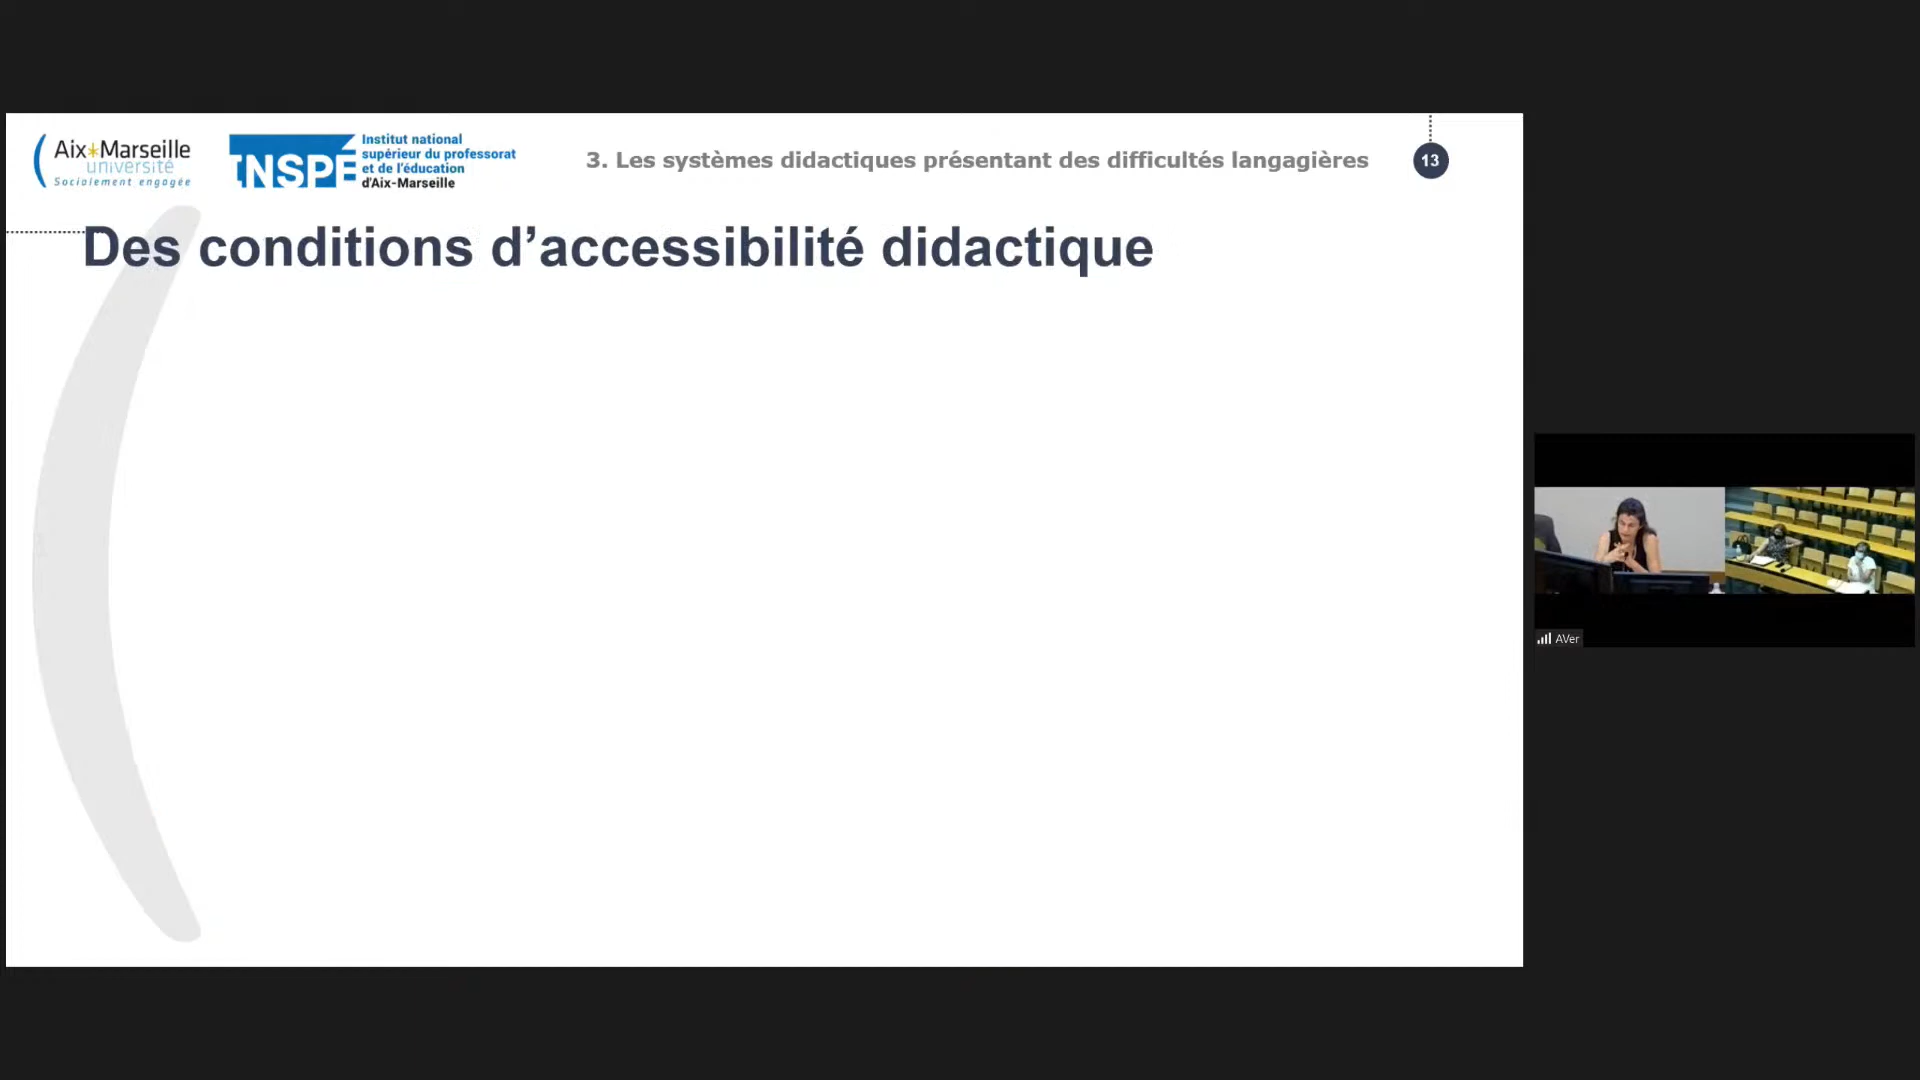 Aix*Marseille
université
Socialement engagée
INSPÉ
Institut national
supérieur du professorat
et de l'éducation
d'Aix-Marseille
3. Les systèmes didactiques présentant des difficultés langagières
13
Des conditions d’accessibilité didactique
AVer